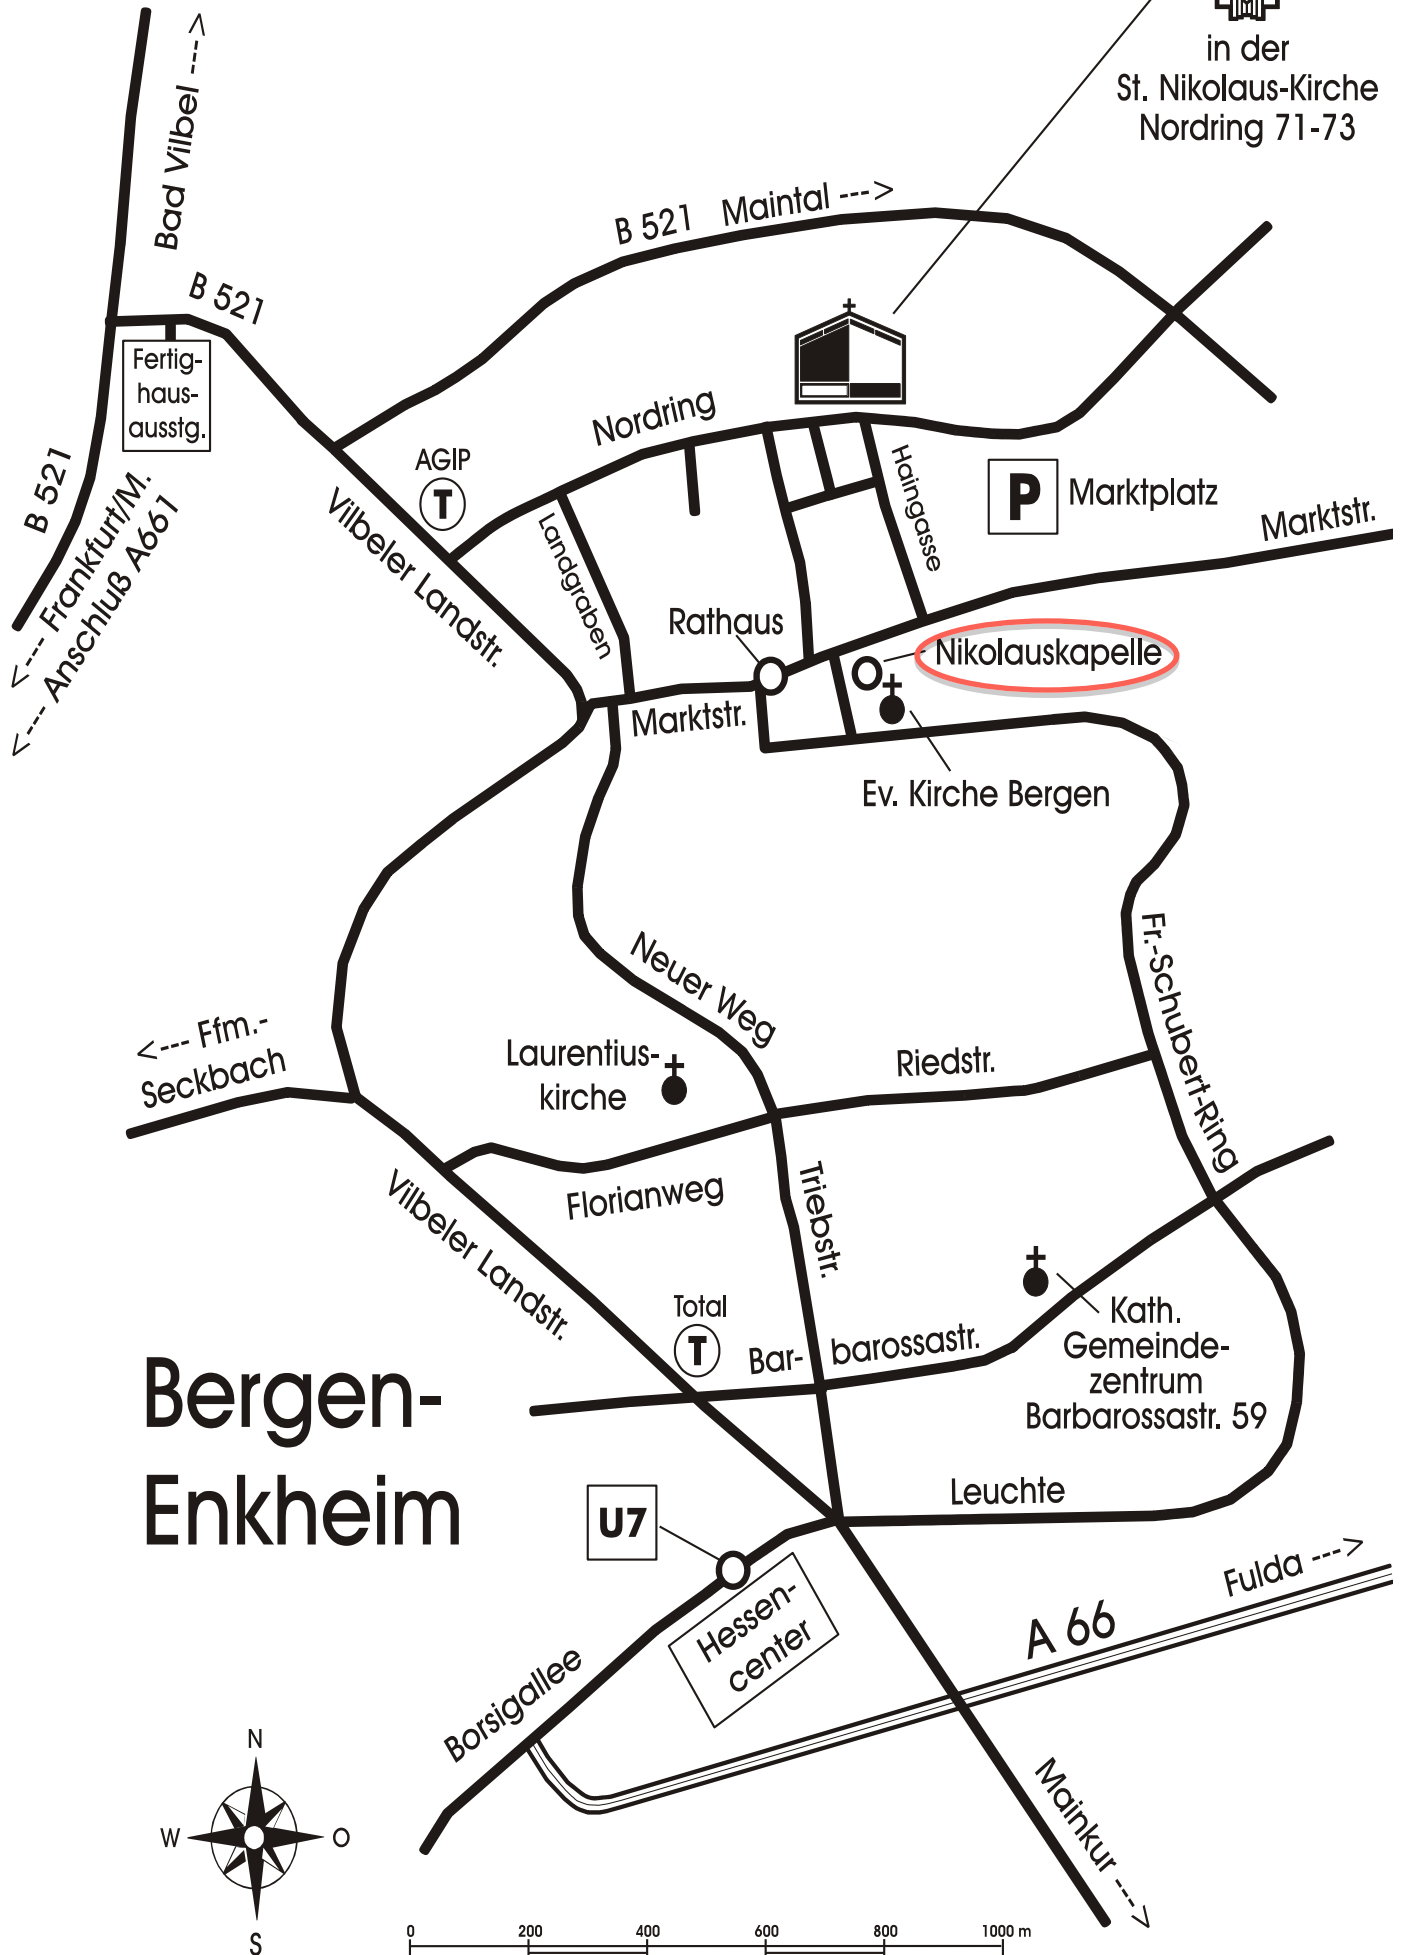 in der
St. Nikolaus-Kirche
Nordring 71-73
Bad Vilbel --->
B 521 Maintal --->
B 521
Fertig-
haus-
ausstg.
B 521
<--- Frankfurt/M.
<--- Anschluß A661
AGIP
T
Nordring
Vilbeler Landstr.
Landgraben
Haingasse
P Marktplatz
Marktstr.
Rathaus
Nikolauskapelle
Marktstr.
Ev. Kirche Bergen
Neuer Weg
Fr.-Schubert-Ring
<--- Ffm.-
Seckbach
Laurentius-
kirche
Riedstr.
Florianweg
Triebstr.
Vilbeler Landstr.
Total
T
Bar- barossastr.
Kath.
Gemeinde-
zentrum
Barbarossastr. 59
Bergen-
Enkheim
U7
Leuchte
Hessen-
center
Fulda --->
A 66
Borsigallee
Mainkur --->
N
W O
S
0 200 400 600 800 1000 m